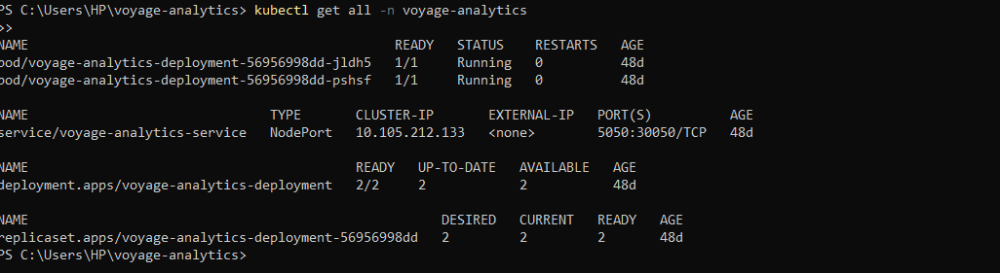 PS C:\Users\HP\voyage-analytics> kubectl get all -n voyage-analytics
>>
NAME READY STATUS RESTARTS AGE
pod/voyage-analytics-deployment-56956998dd-jldh5 1/1 Running 0 48d
pod/voyage-analytics-deployment-56956998dd-pshsf 1/1 Running 0 48d
NAME TYPE CLUSTER-IP EXTERNAL-IP PORT(S) AGE
service/voyage-analytics-service NodePort 10.105.212.133 <none> 5050:30050/TCP 48d
NAME READY UP-TO-DATE AVAILABLE AGE
deployment.apps/voyage-analytics-deployment 2/2 2 2 48d
NAME DESIRED CURRENT READY AGE
replicaset.apps/voyage-analytics-deployment-56956998dd 2 2 2 48d
PS C:\Users\HP\voyage-analytics>